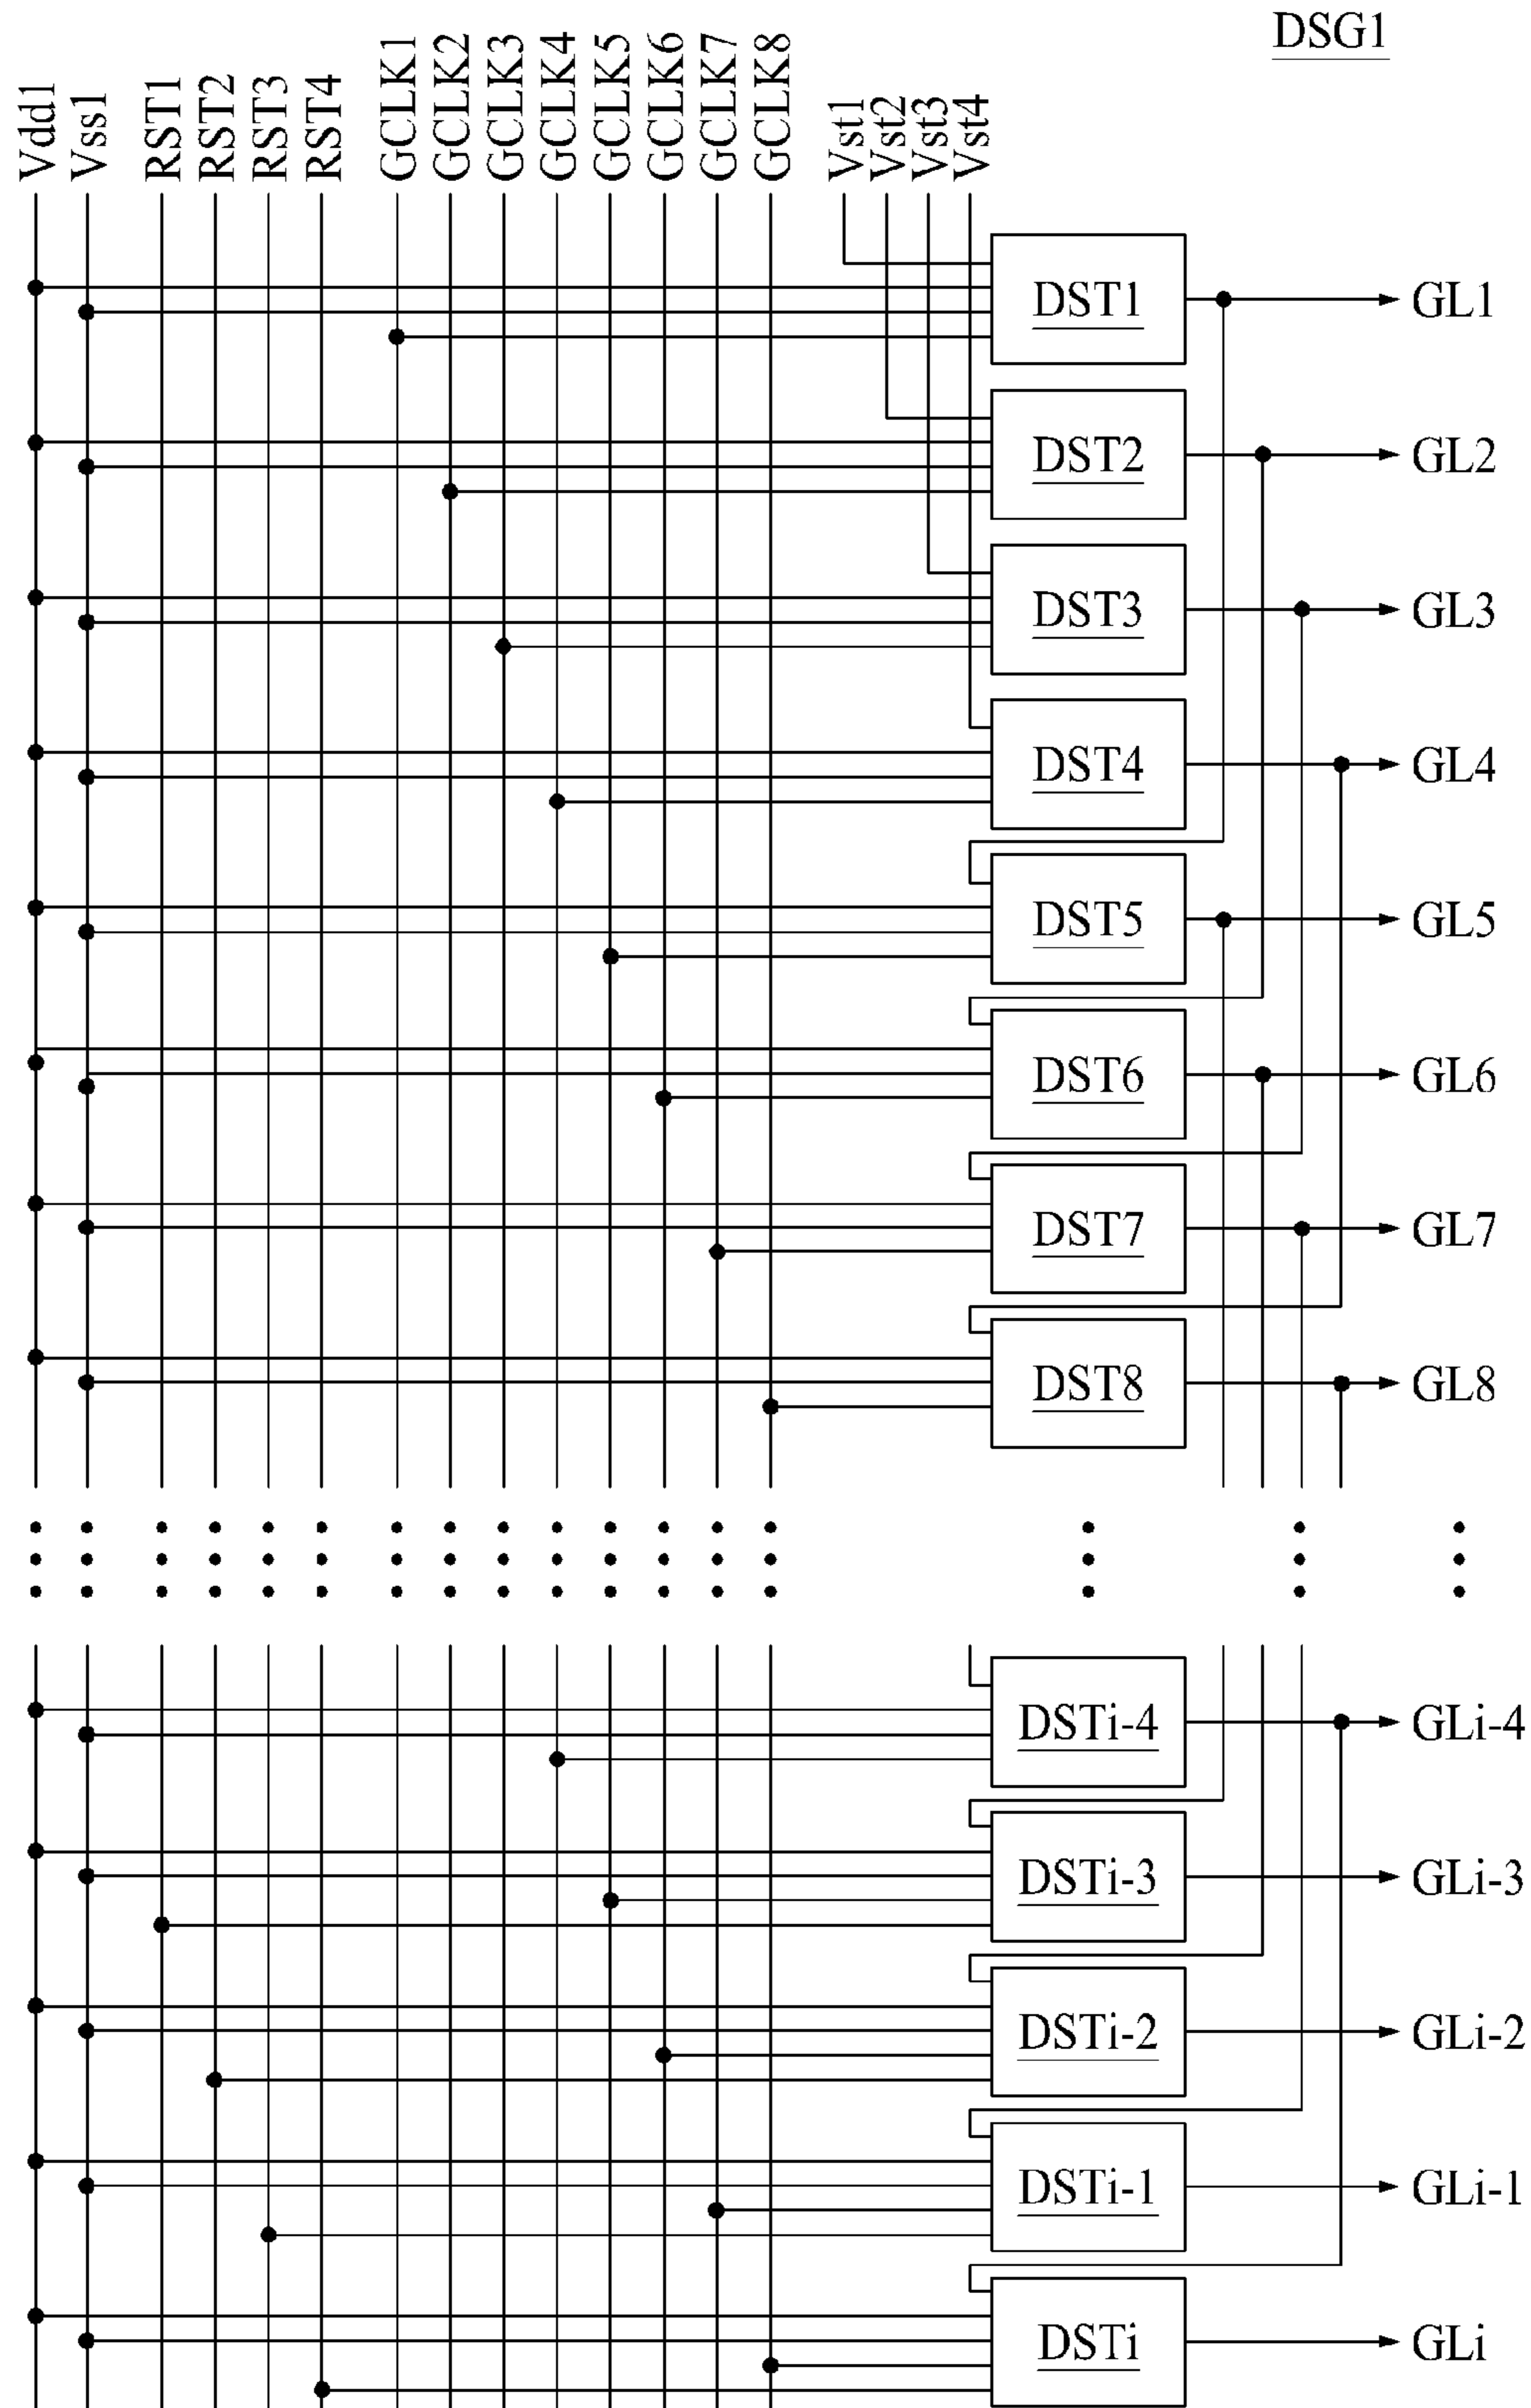 DSG1
Vdd1
Vss1
RST1
RST2
RST3
RST4
GCLK1
GCLK2
GCLK3
GCLK4
GCLK5
GCLK6
GCLK7
GCLK8
Vst1
Vst2
Vst3
Vst4
DST1 GL1
DST2 GL2
DST3 GL3
DST4 GL4
DST5 GL5
DST6 GL6
DST7 GL7
DST8 GL8
DSTi-4 GLi-4
DSTi-3 GLi-3
DSTi-2 GLi-2
DSTi-1 GLi-1
DSTi GLi